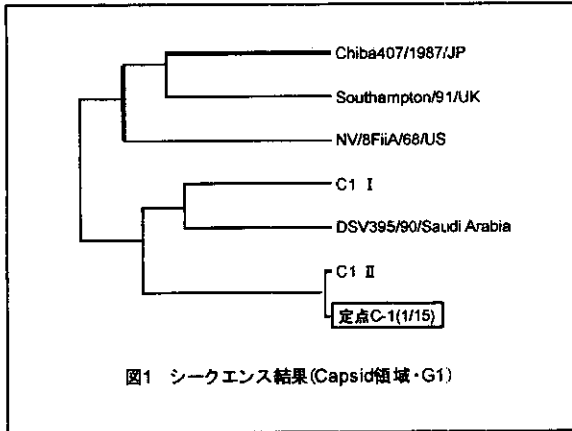 Chiba407/1987/JP
Southampton/91/UK
NV/8FiiA/68/US
C1 Ⅰ
DSV395/90/Saudi Arabia
C1 Ⅱ
定点C-1(1/15)
図1 シークエンス結果(Capsid領域・G1)